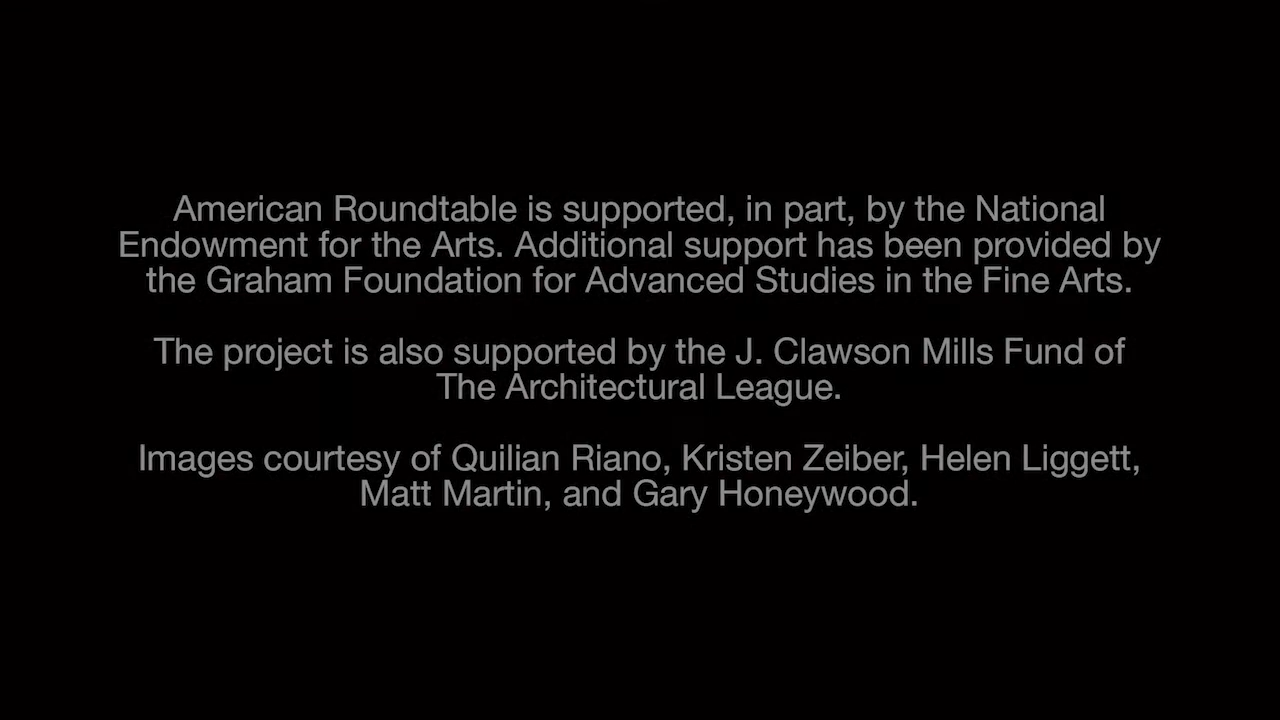 American Roundtable is supported, in part, by the National
Endowment for the Arts. Additional support has been provided by
the Graham Foundation for Advanced Studies in the Fine Arts.
The project is also supported by the J. Clawson Mills Fund of
The Architectural League.
Images courtesy of Quilian Riano, Kristen Zeiber, Helen Liggett,
Matt Martin, and Gary Honeywood.